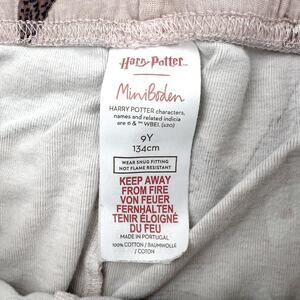 Harry Potter™
MiniBoden
HARRY POTTER characters,
names and related indicia
are © & ™ WBEI. (s20)
9Y
134cm
WEAR SNUG FITTING
NOT FLAME RESISTANT
KEEP AWAY
FROM FIRE
VON FEUER
FERNHALTEN
TENIR ÉLOIGNÉ
DU FEU
MADE IN PORTUGAL
100% COTTON / BAUMWOLLE
/ COTON